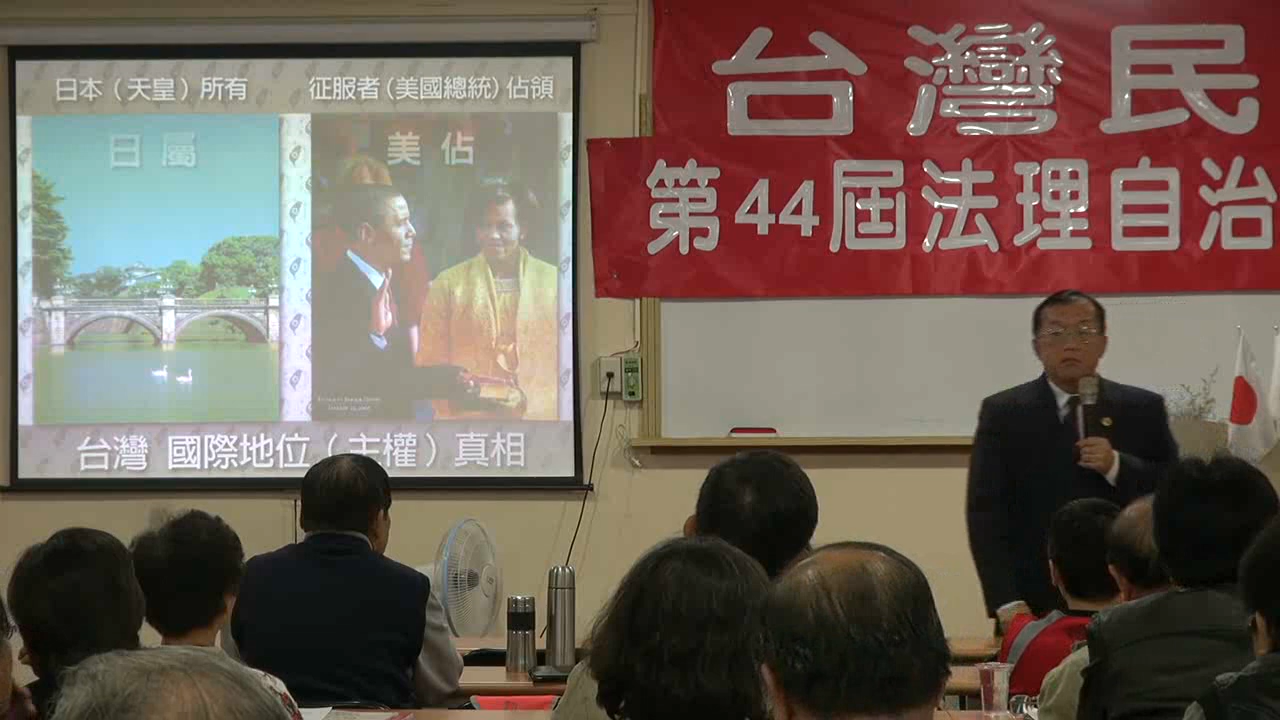 日本（天皇）所有
征服者（美國總統）佔領
日屬
美佔
台灣 國際地位（主權）真相
台灣民
第44屆法理自治